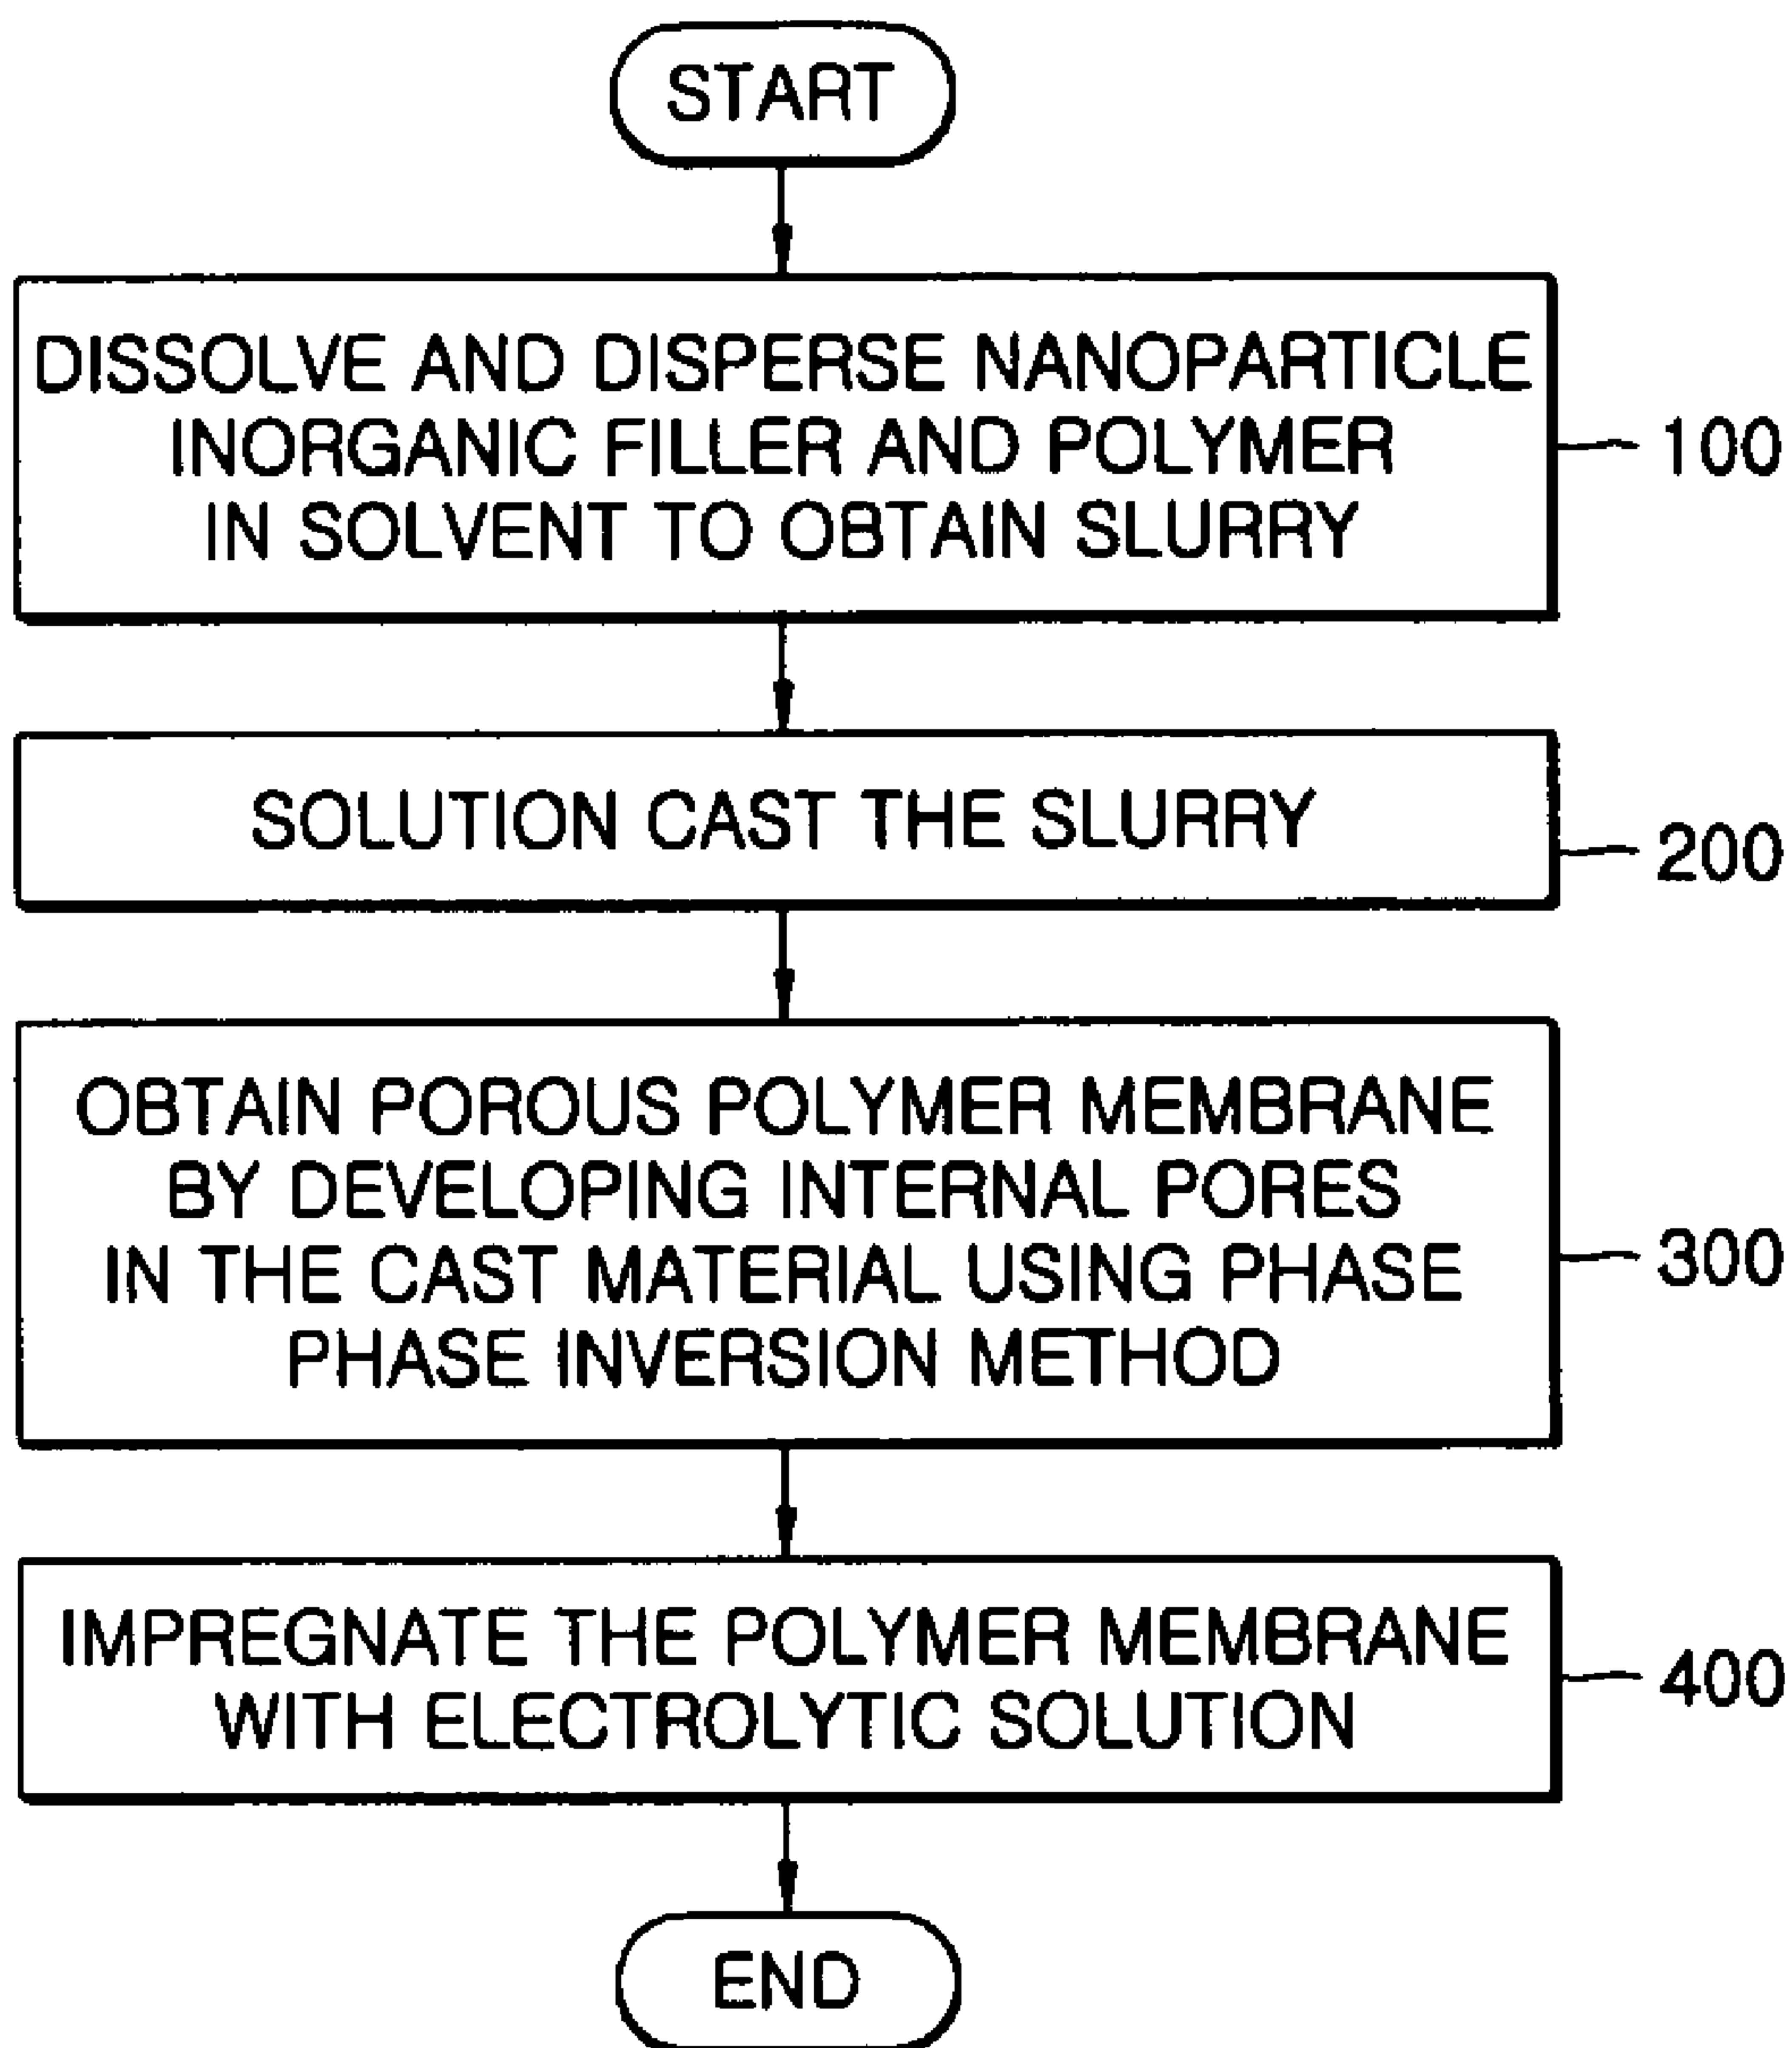 START
DISSOLVE AND DISPERSE NANOPARTICLE
INORGANIC FILLER AND POLYMER
IN SOLVENT TO OBTAIN SLURRY
100
SOLUTION CAST THE SLURRY
200
OBTAIN POROUS POLYMER MEMBRANE
BY DEVELOPING INTERNAL PORES
IN THE CAST MATERIAL USING PHASE
PHASE INVERSION METHOD
300
IMPREGNATE THE POLYMER MEMBRANE
WITH ELECTROLYTIC SOLUTION
400
END